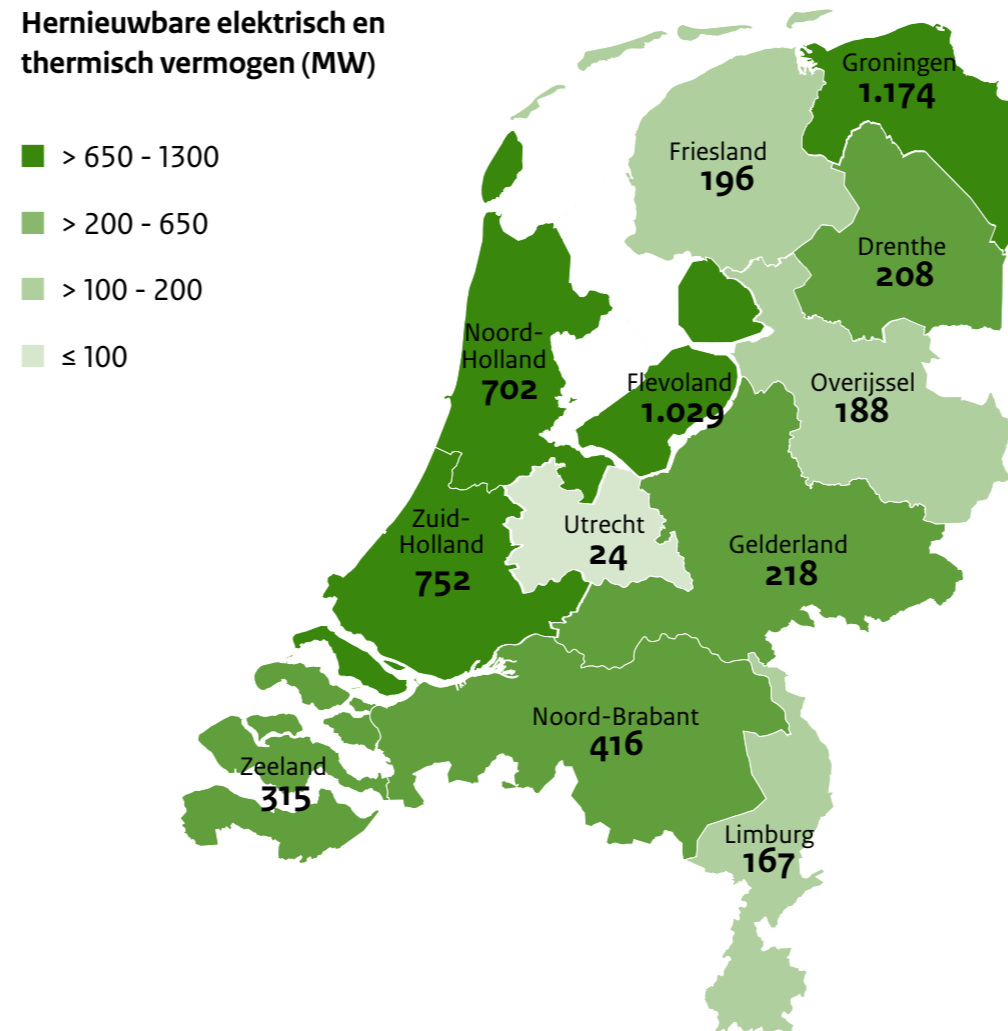 Hernieuwbare elektrisch en
thermisch vermogen (MW)
> 650 - 1300
> 200 - 650
> 100 - 200
≤ 100
Groningen
1.174
Friesland
196
Drenthe
208
Noord-
Holland
702
Flevoland
1.029
Overijssel
188
Zuid-
Holland
752
Utrecht
24
Gelderland
218
Noord-Brabant
416
Zeeland
315
Limburg
167